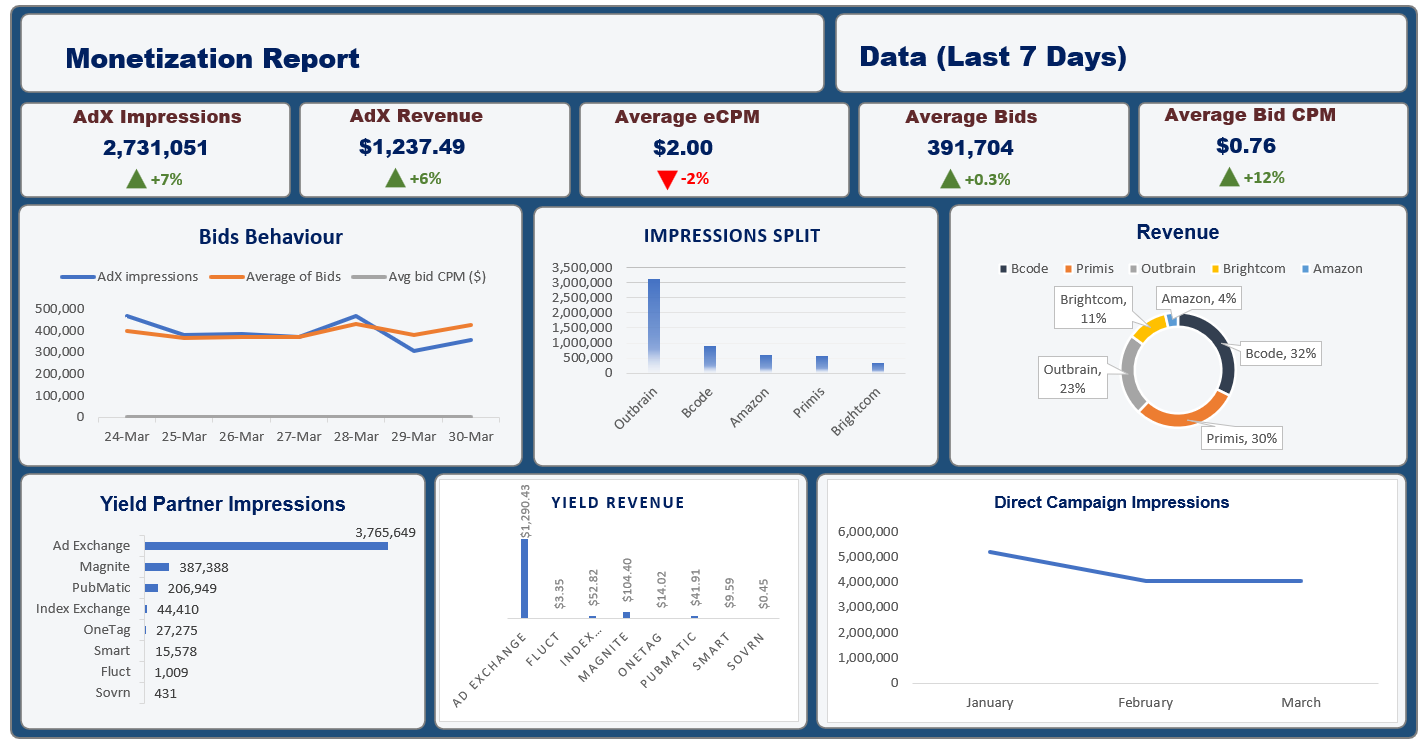 Monetization Report
Data (Last 7 Days)
AdX Impressions
2,731,051
+7%
AdX Revenue
$1,237.49
+6%
Average eCPM
$2.00
-2%
Average Bids
391,704
+0.3%
Average Bid CPM
$0.76
+12%
Bids Behaviour
AdX impressions Average of Bids Avg bid CPM ($)
500,000
400,000
300,000
200,000
100,000
0
24-Mar 25-Mar 26-Mar 27-Mar 28-Mar 29-Mar 30-Mar
IMPRESSIONS SPLIT
3,500,000
3,000,000
2,500,000
2,000,000
1,500,000
1,000,000
500,000
0
Outbrain
Bcode
Amazon
Primis
Brightcom
Revenue
Bcode Primis Outbrain Brightcom Amazon
Brightcom,
11%
Amazon, 4%
Bcode, 32%
Outbrain,
23%
Primis, 30%
Yield Partner Impressions
3,765,649
Ad Exchange
Magnite 387,388
PubMatic 206,949
Index Exchange 44,410
OneTag 27,275
Smart 15,578
Fluct 1,009
Sovrn 431
YIELD REVENUE
$1,290.43
$3.35
$52.82
$104.40
$14.02
$41.91
$9.59
$0.45
AD EXCHANGE
FLUCT
INDEX…
MAGNITE
ONETAG
PUBMATIC
SMART
SOVRN
Direct Campaign Impressions
6,000,000
5,000,000
4,000,000
3,000,000
2,000,000
1,000,000
0
January February March